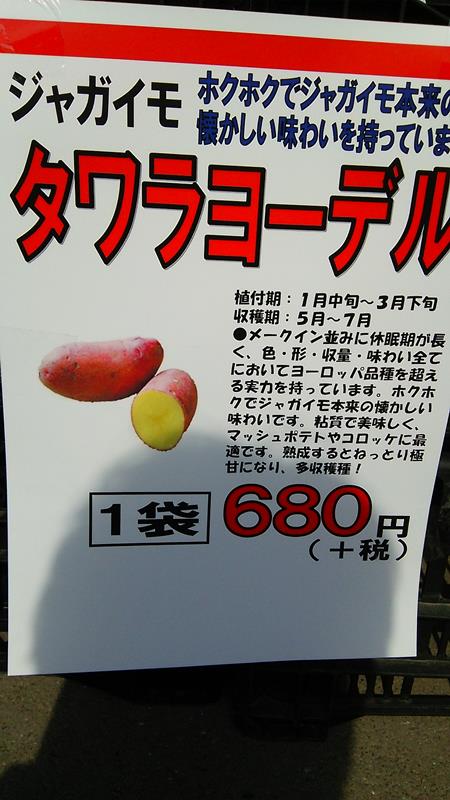 ジャガイモ
ホクホクでジャガイモ本来の
懐かしい味わいを持っていま
タワラヨーデル
植付期：1月中旬～3月下旬
収穫期：5月～7月
●メークイン並みに休眠期が長
く、色・形・収量・味わい全て
においてヨーロッパ品種を超え
る実力を持っています。ホクホ
クでジャガイモ本来の懐かしい
味わいです。粘質で美味しく、
マッシュポテトやコロッケに最
適です。熟成するとねっとり極
甘になり、多収穫種！
1袋 680円
（＋税）